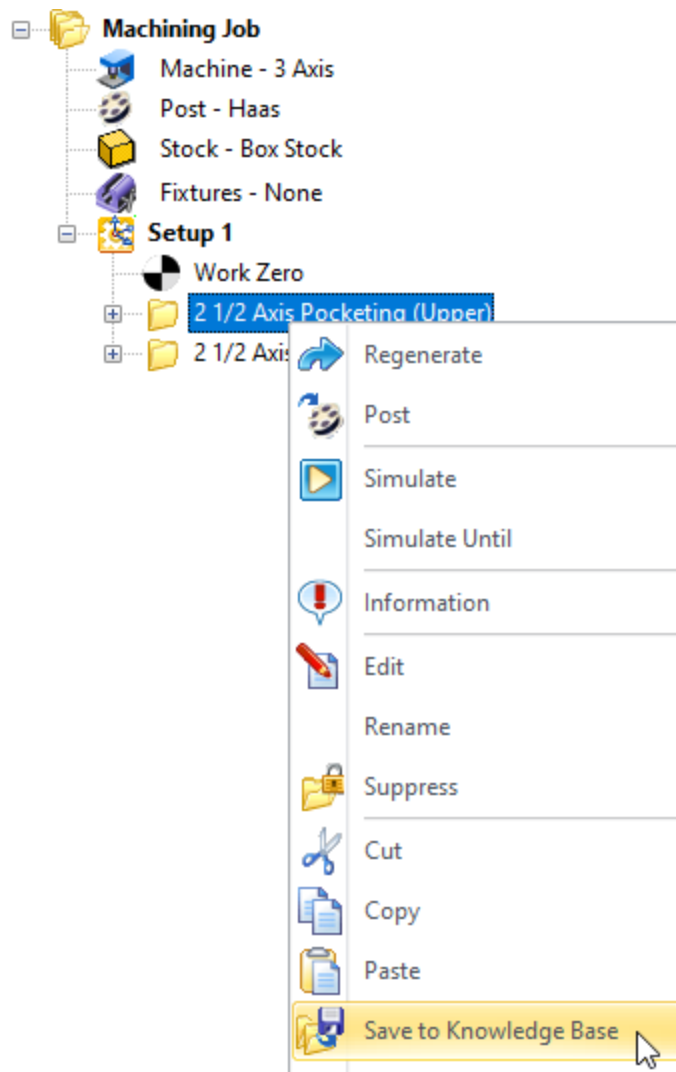 Machining Job
Machine - 3 Axis
Post - Haas
Stock - Box Stock
Fixtures - None
Setup 1
Work Zero
2 1/2 Axis Pocketing (Upper)
2 1/2 Axis
Regenerate
Post
Simulate
Simulate Until
Information
Edit
Rename
Suppress
Cut
Copy
Paste
Save to Knowledge Base